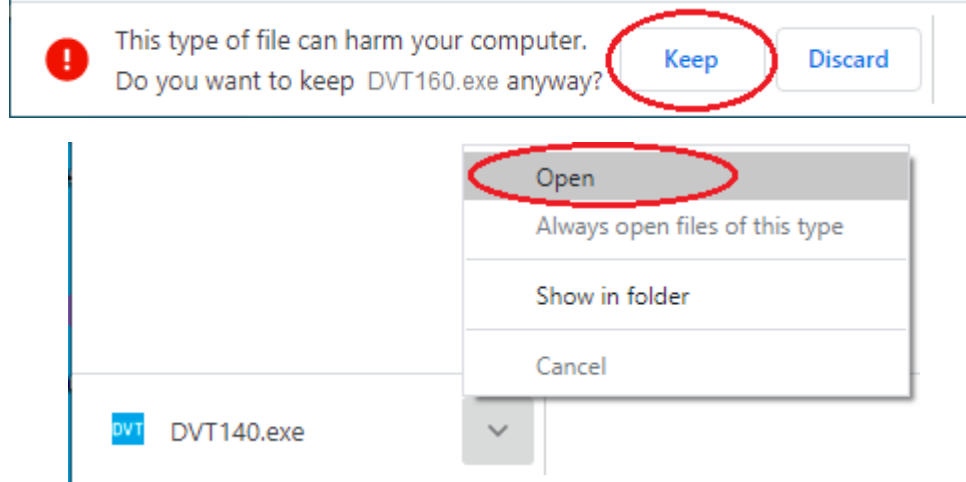 This type of file can harm your computer.
Do you want to keep DVT160.exe anyway?
Keep
Discard
Open
Always open files of this type
Show in folder
Cancel
DVT
DVT140.exe